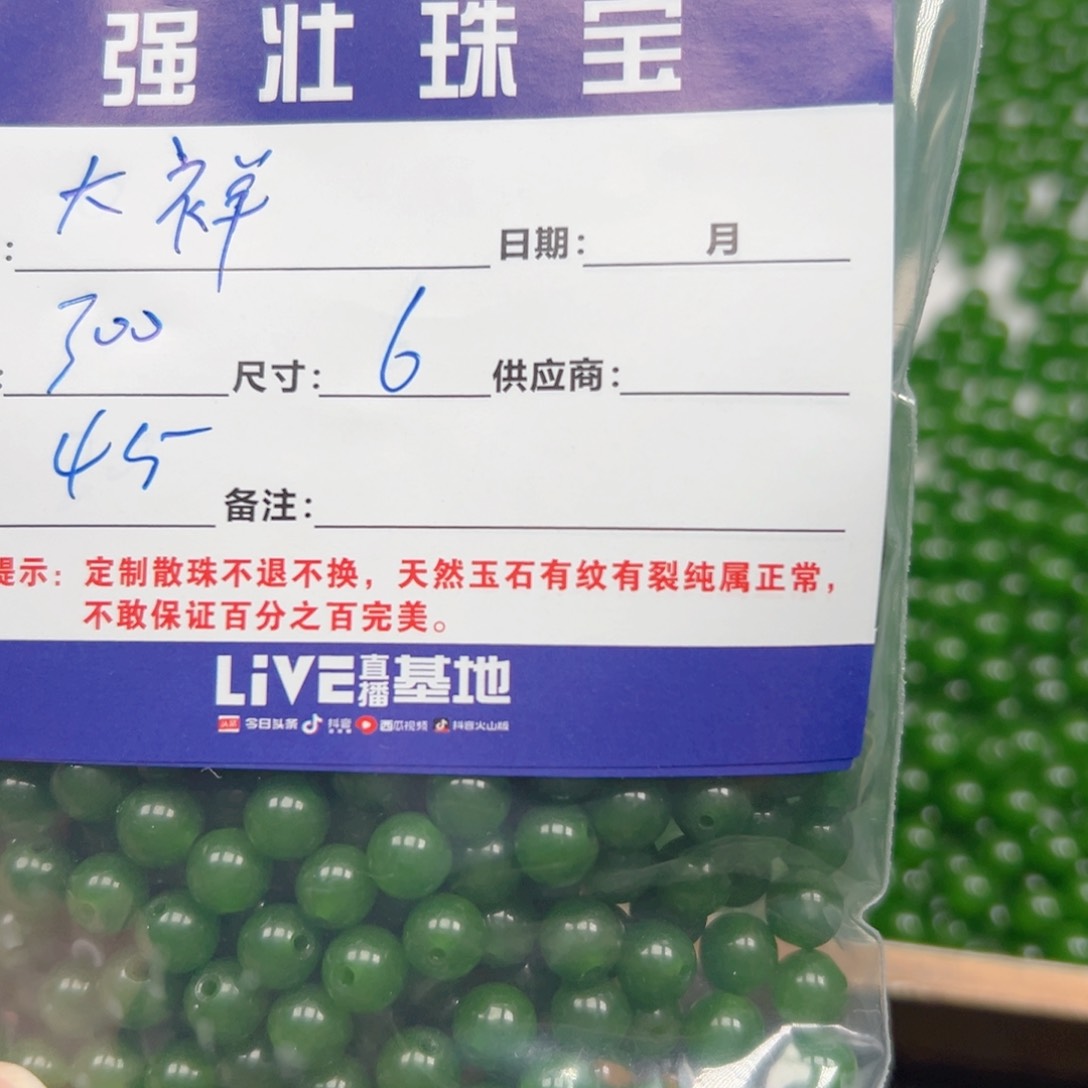 强壮珠宝
: 大祥 日期: 月
: 300 尺寸: 6 供应商:
45 备注:
提示: 定制散珠不退不换，天然玉石有纹有裂纯属正常，
不敢保证百分之百完美。
LiVE直播基地
头条 今日头条 抖音 西瓜视频 抖音火山版